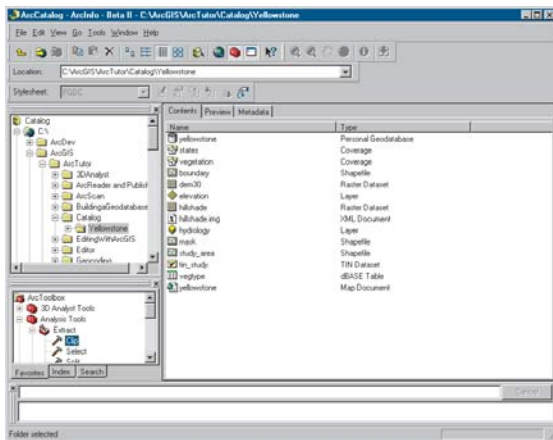 ArcCatalog - ArcInfo - Beta II - C:\ArcGIS\ArcTutor\Catalog\Yellowstone
File Edit View Go Tools Window Help
Location: C:\ArcGIS\ArcTutor\Catalog\Yellowstone
Stylesheet: FGDC
Contents Preview Metadata
Catalog
C:\
ArcDev
ArcGIS
ArcTutor
3DAnalyst
ArcReader and Publish
ArcScan
BuildingaGeodatabase
Catalog
Yellowstone
EditingWithArcGIS
Editor
Geocoding
Name Type
yellowstone Personal Geodatabase
states Coverage
vegetation Coverage
boundary Shapefile
dem30 Raster Dataset
elevation Layer
hillshade Raster Dataset
hillshade.img XML Document
hydrology Layer
mask Shapefile
study_area Shapefile
tin_study TIN Dataset
vegtype dBASE Table
yellowstone Map Document
ArcToolbox
3D Analyst Tools
Analysis Tools
Extract
Clip
Select
Split
Favorites Index Search
Cancel
Folder selected